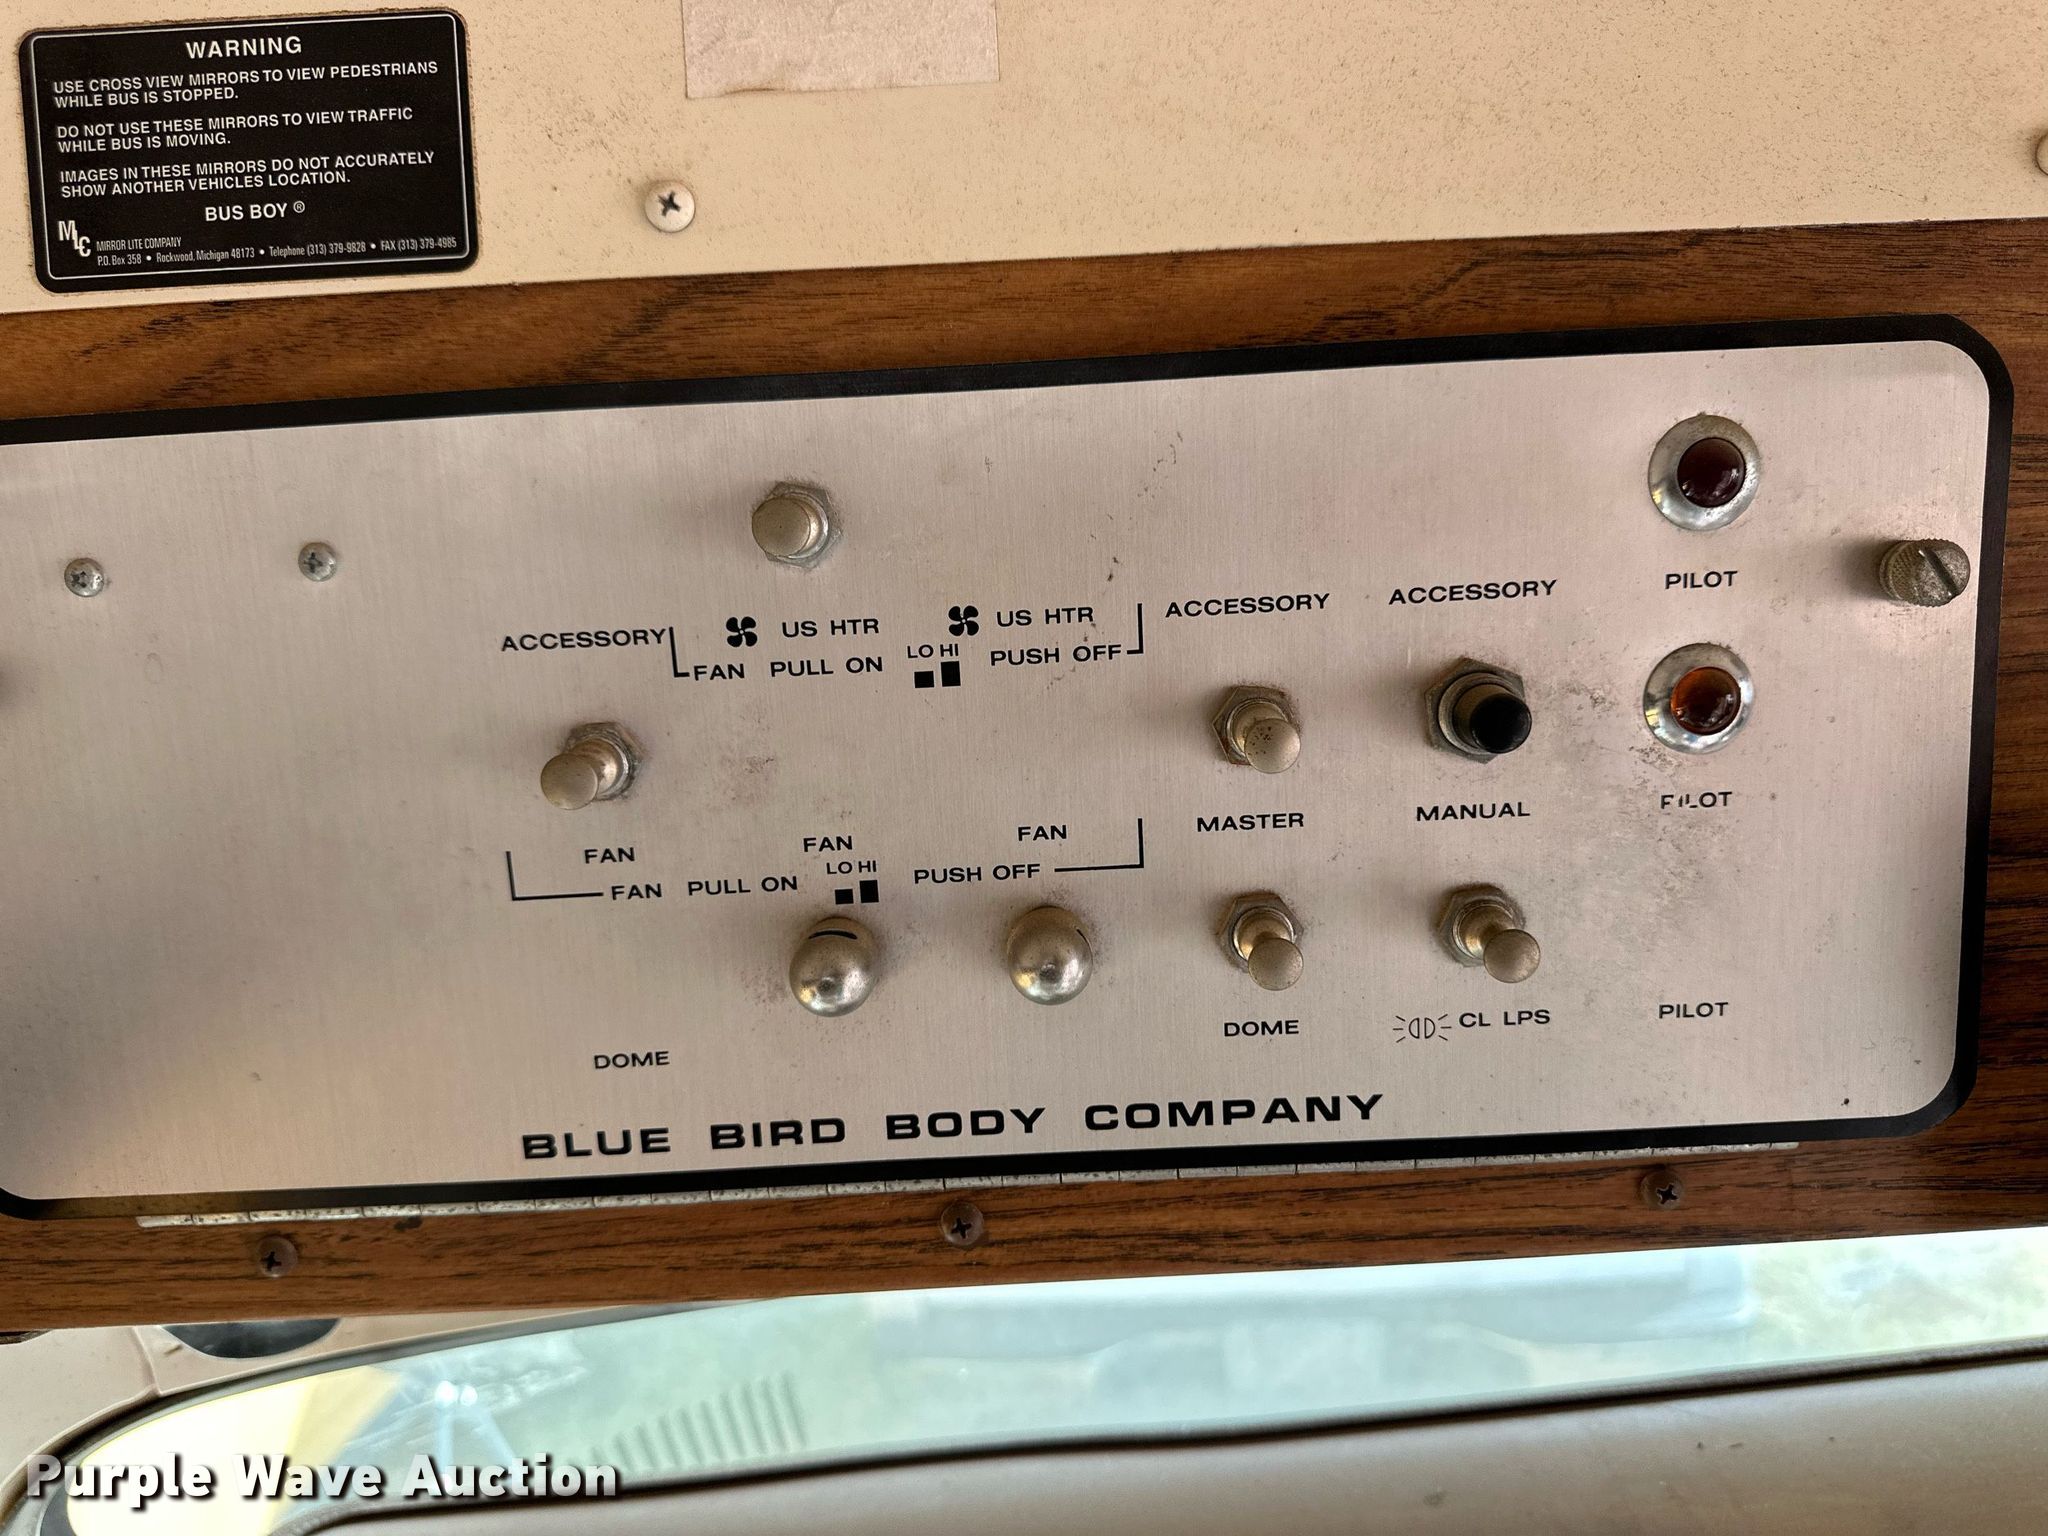 WARNING
USE CROSS VIEW MIRRORS TO VIEW PEDESTRIANS
WHILE BUS IS STOPPED.
DO NOT USE THESE MIRRORS TO VIEW TRAFFIC
WHILE BUS IS MOVING.
IMAGES IN THESE MIRRORS DO NOT ACCURATELY
SHOW ANOTHER VEHICLES LOCATION.
BUS BOY ®
MLC MIRROR LITE COMPANY
P.O. Box 358 • Rockwood, Michigan 48173 • Telephone (313) 379-9828 • FAX (313) 379-4985
PILOT
ACCESSORY US HTR US HTR ACCESSORY ACCESSORY
FAN PULL ON LO HI PUSH OFF
FAN FAN FAN MASTER MANUAL PILOT
LO HI
FAN PULL ON PUSH OFF
DOME DOME CL LPS PILOT
BLUE BIRD BODY COMPANY
Purple Wave Auction